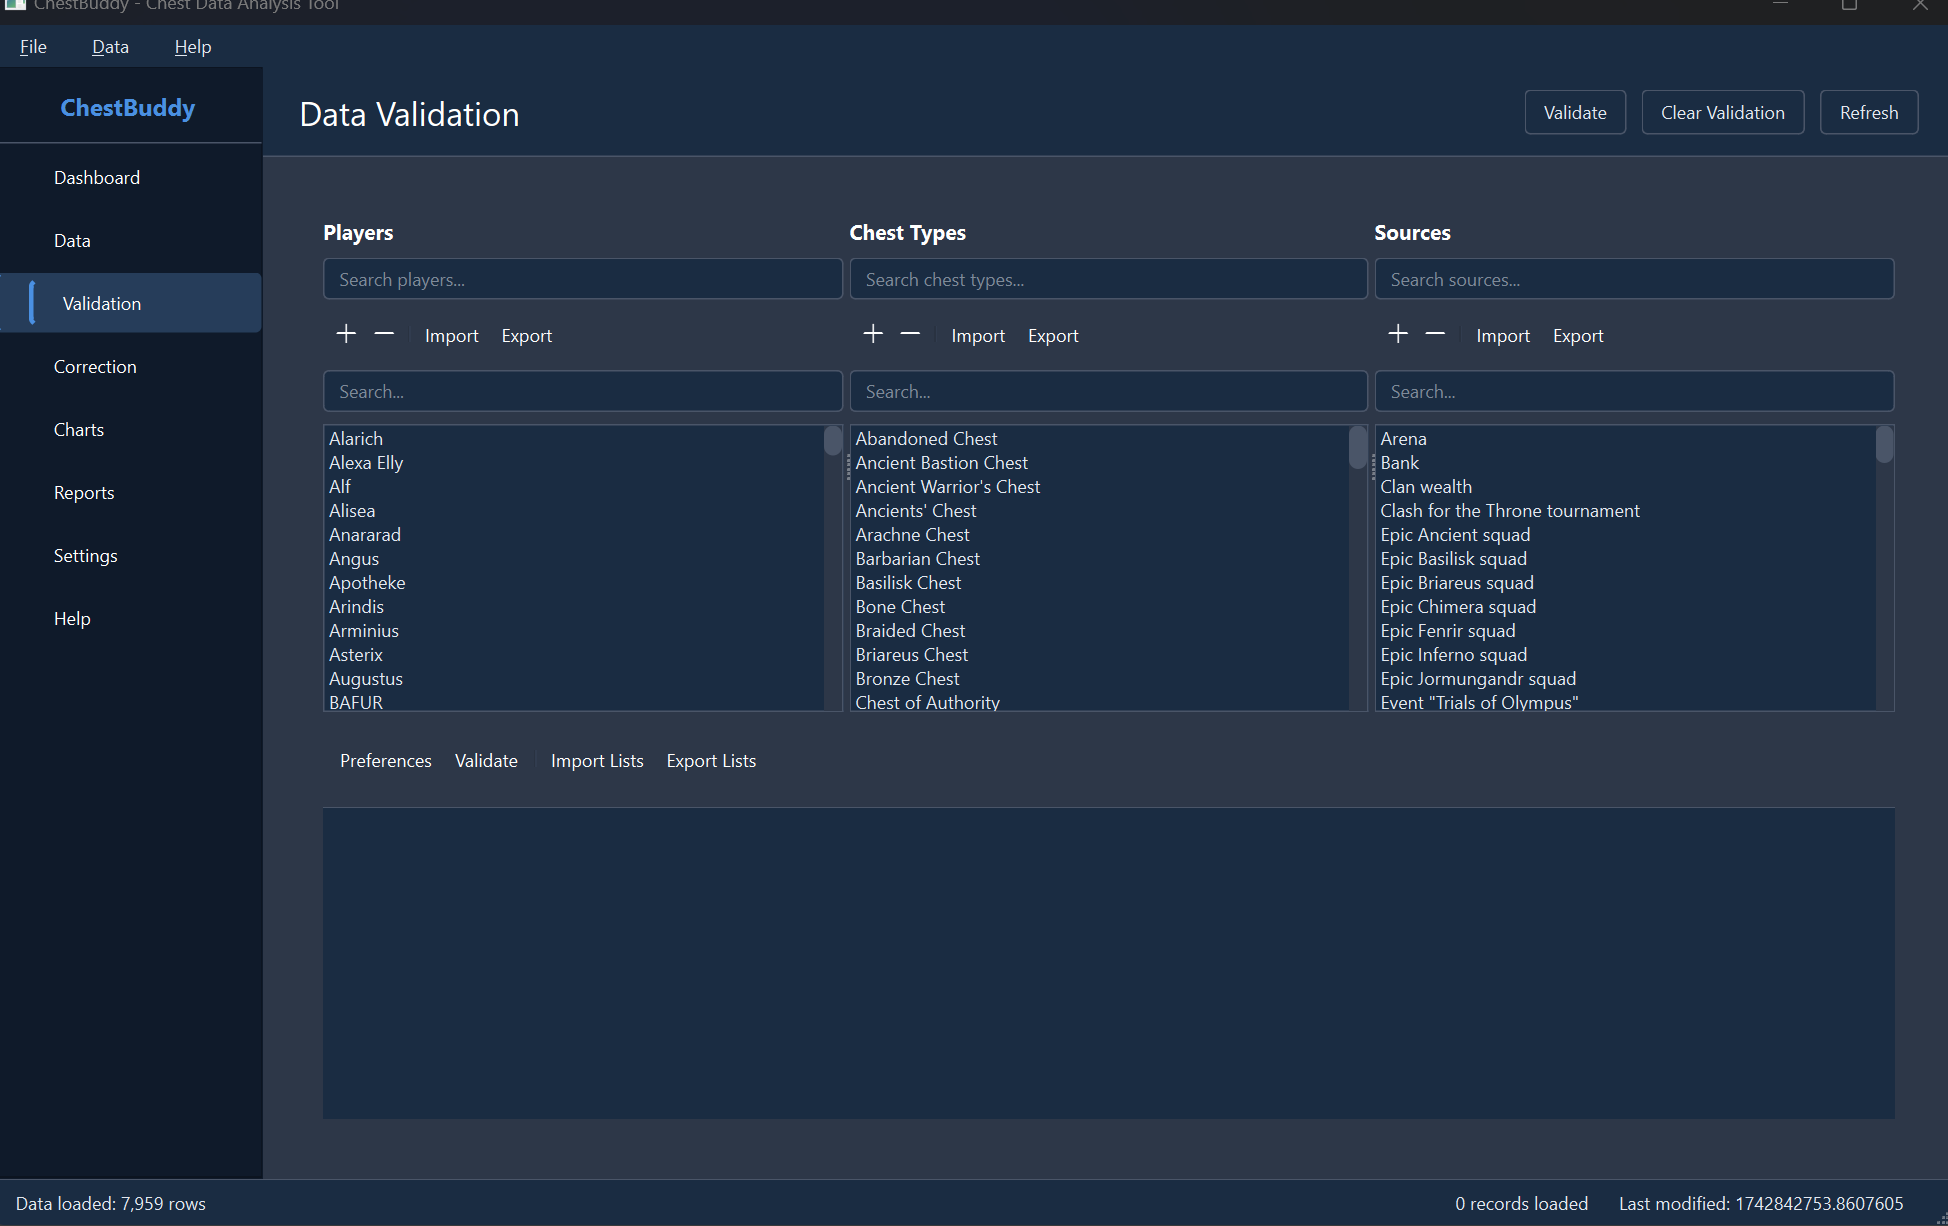 ChestBuddy - Chest Data Analysis Tool
File Data Help
ChestBuddy
Dashboard
Data
Validation
Correction
Charts
Reports
Settings
Help
Data Validation
Validate Clear Validation Refresh
Players
Search players...
Import Export
Search...
Alarich
Alexa Elly
Alf
Alisea
Anararad
Angus
Apotheke
Arindis
Arminius
Asterix
Augustus
BAFUR
Chest Types
Search chest types...
Import Export
Search...
Abandoned Chest
Ancient Bastion Chest
Ancient Warrior's Chest
Ancients' Chest
Arachne Chest
Barbarian Chest
Basilisk Chest
Bone Chest
Braided Chest
Briareus Chest
Bronze Chest
Chest of Authority
Sources
Search sources...
Import Export
Search...
Arena
Bank
Clan wealth
Clash for the Throne tournament
Epic Ancient squad
Epic Basilisk squad
Epic Briareus squad
Epic Chimera squad
Epic Fenrir squad
Epic Inferno squad
Epic Jormungandr squad
Event "Trials of Olympus"
Preferences Validate Import Lists Export Lists
Data loaded: 7,959 rows
0 records loaded Last modified: 1742842753.8607605